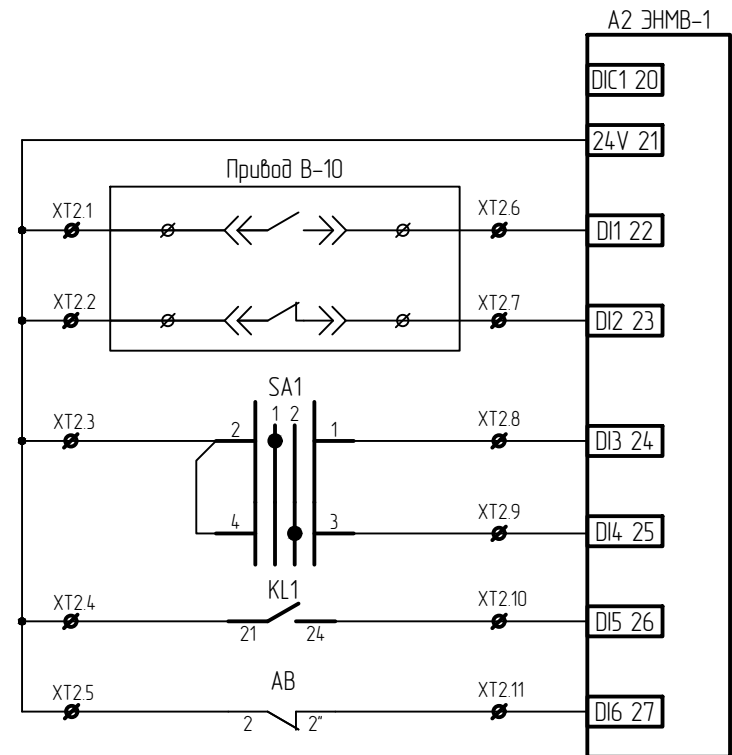 А2 ЭНМВ-1
DIC1 20
24V 21
Привод В-10
XT2.1
XT2.6
DI1 22
XT2.2
XT2.7
DI2 23
SA1
1 2
XT2.3
2
1
XT2.8
DI3 24
4
3
XT2.9
DI4 25
KL1
XT2.4
21
24
XT2.10
DI5 26
АВ
XT2.5
2
2"
XT2.11
DI6 27